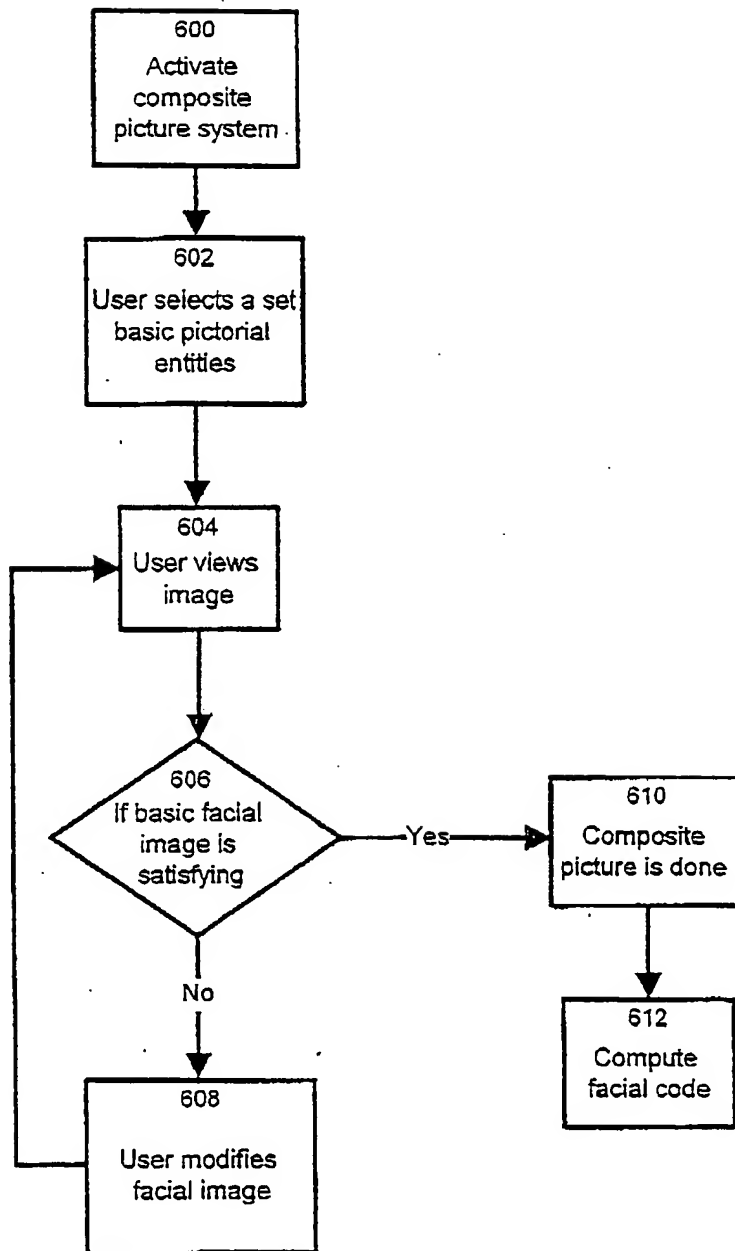 600
Activate
composite
picture system
602
User selects a set
basic pictorial
entities
604
User views
image
606
If basic facial
image is
satisfying
Yes
610
Composite
picture is done
No
612
Compute
facial code
608
User modifies
facial image